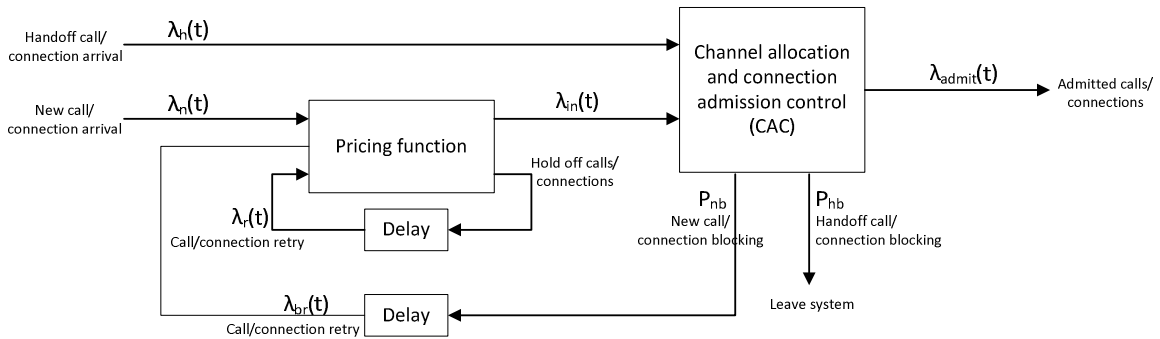 Handoff call/
connection arrival
λh(t)
Channel allocation
and connection
admission control
(CAC)
λadmit(t)
Admitted calls/
connections
New call/
connection arrival
λn(t)
Pricing function
λin(t)
Hold off calls/
connections
λr(t)
Call/connection retry
Delay
Pnb
New call/
connection blocking
Phb
Handoff call/
connection blocking
Leave system
λbr(t)
Call/connection retry
Delay